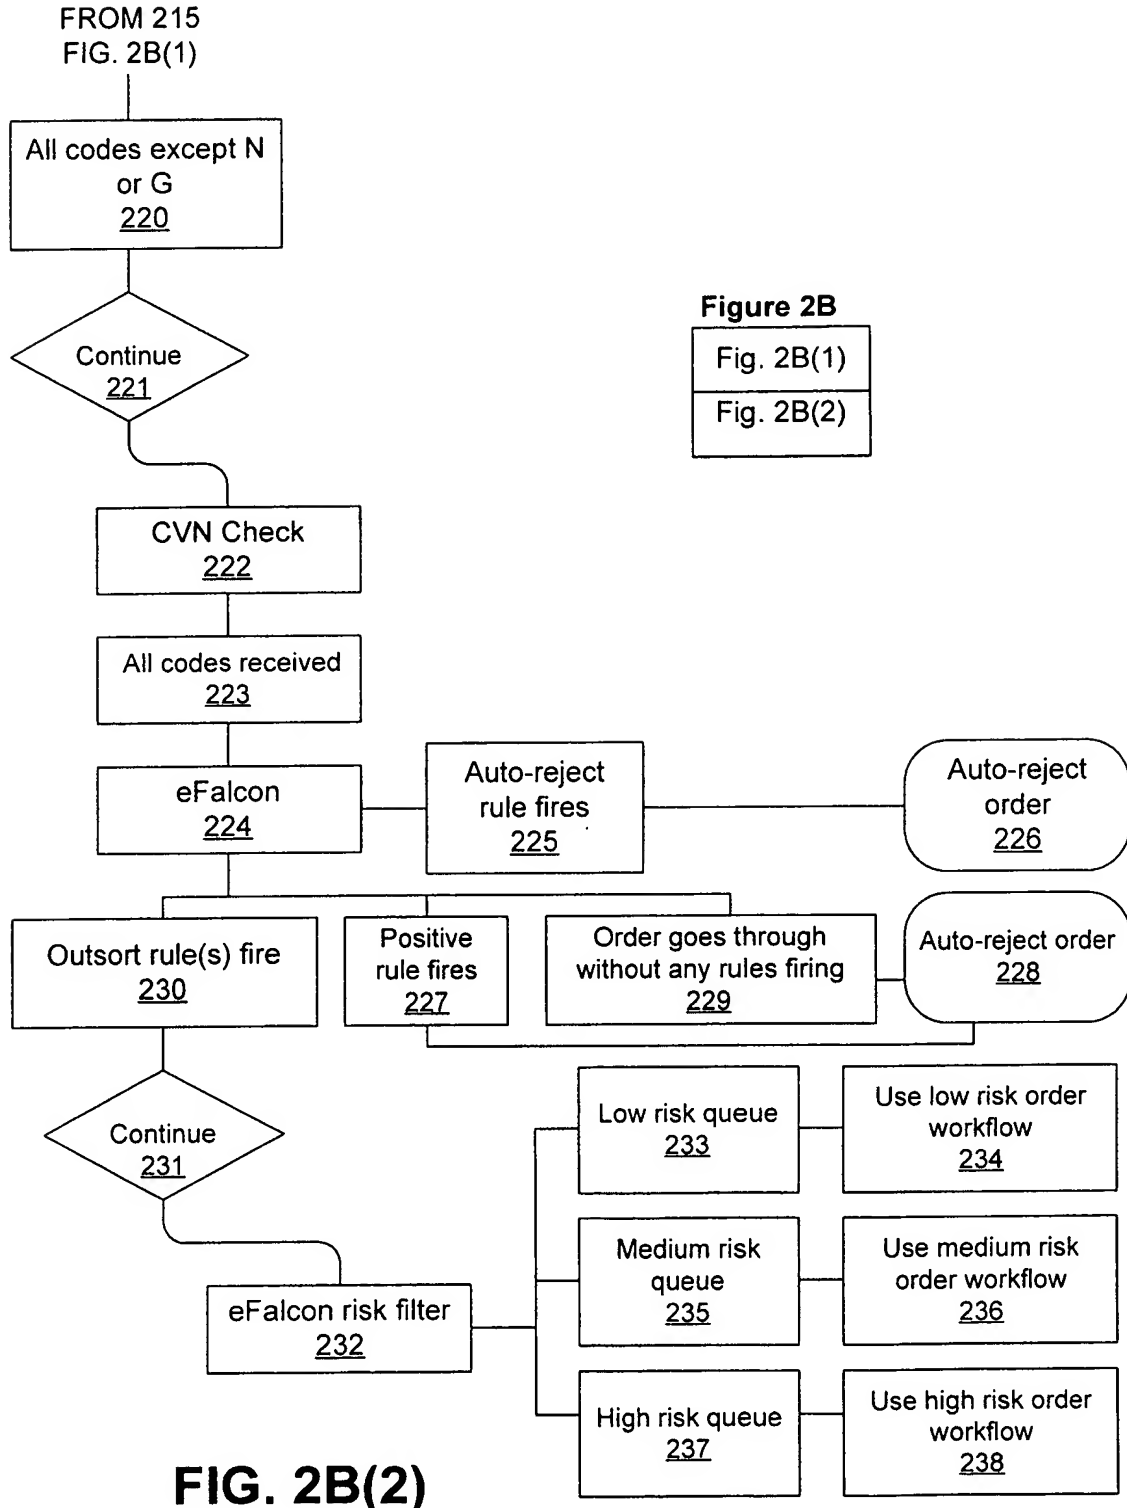 FROM 215
FIG. 2B(1)
All codes except N
or G
220
Continue
221
Figure 2B
Fig. 2B(1)
Fig. 2B(2)
CVN Check
222
All codes received
223
eFalcon
224
Auto-reject
rule fires
225
Auto-reject
order
226
Outsort rule(s) fire
230
Positive
rule fires
227
Order goes through
without any rules firing
229
Auto-reject order
228
Continue
231
eFalcon risk filter
232
Low risk queue
233
Use low risk order
workflow
234
Medium risk
queue
235
Use medium risk
order workflow
236
High risk queue
237
Use high risk order
workflow
238
FIG. 2B(2)